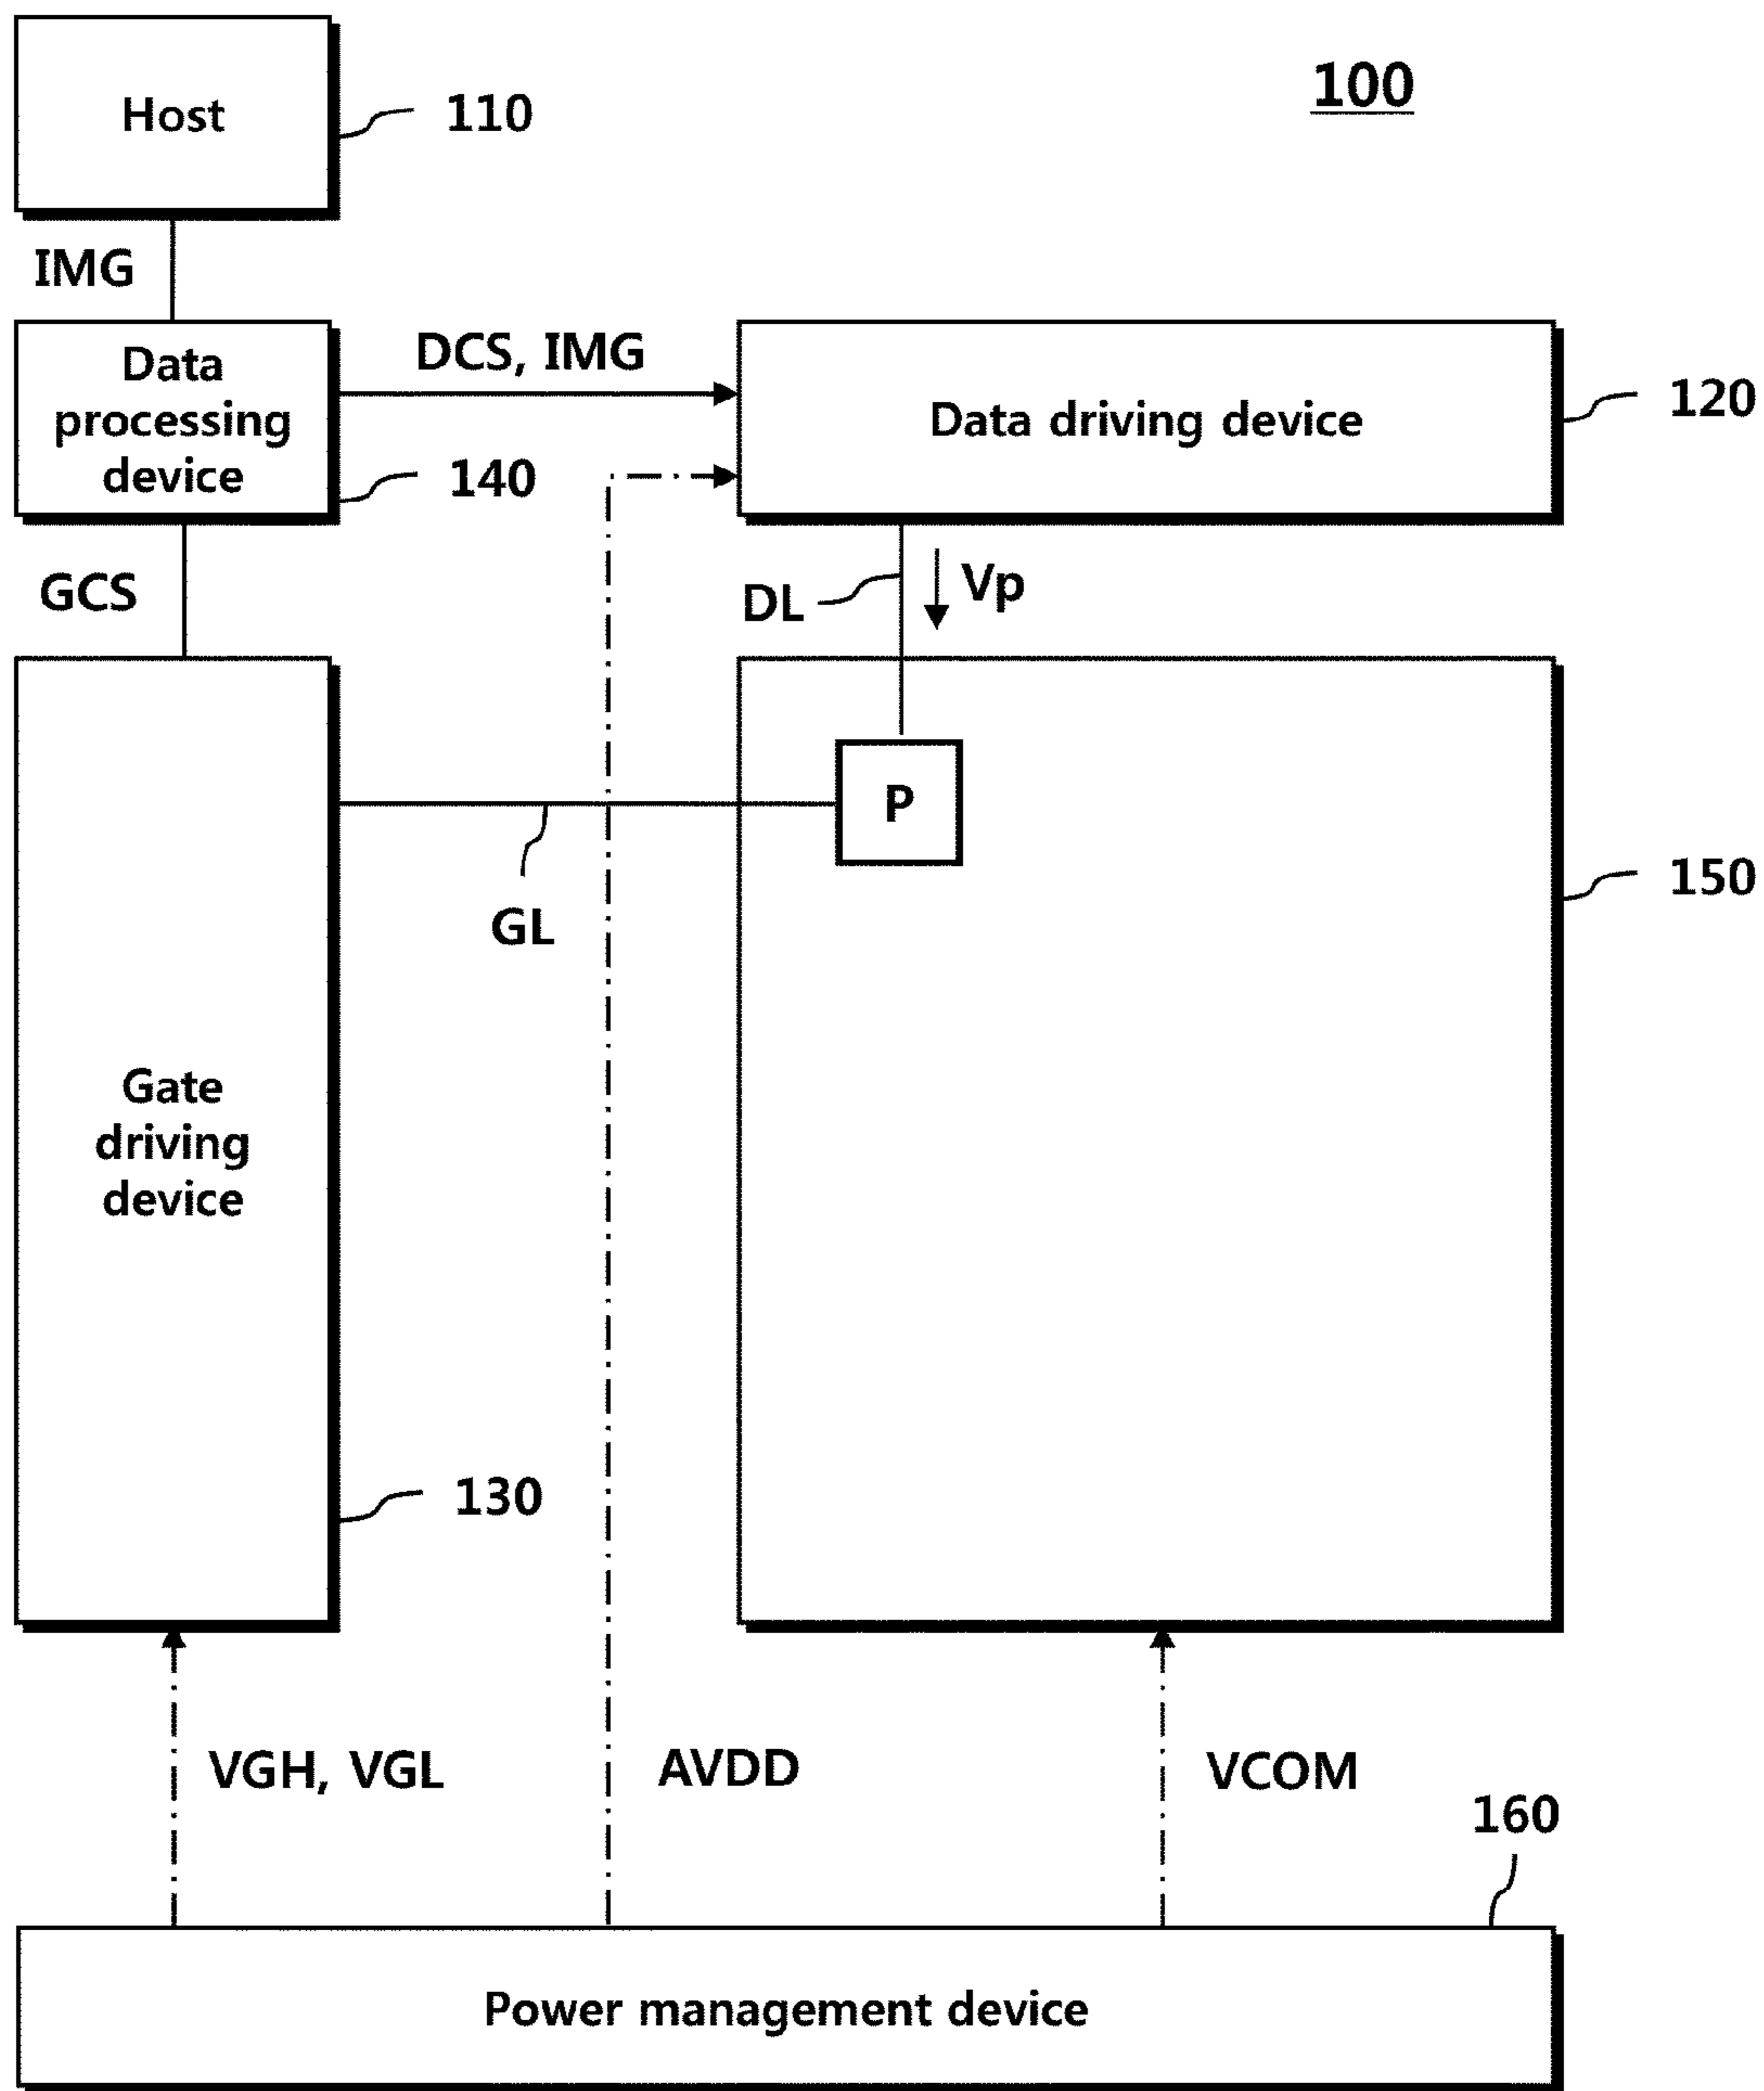 100
Host
110
IMG
Data
processing
device
140
DCS, IMG
Data driving device
120
GCS
DL
Vp
P
GL
150
Gate
driving
device
130
VGH, VGL
AVDD
VCOM
160
Power management device